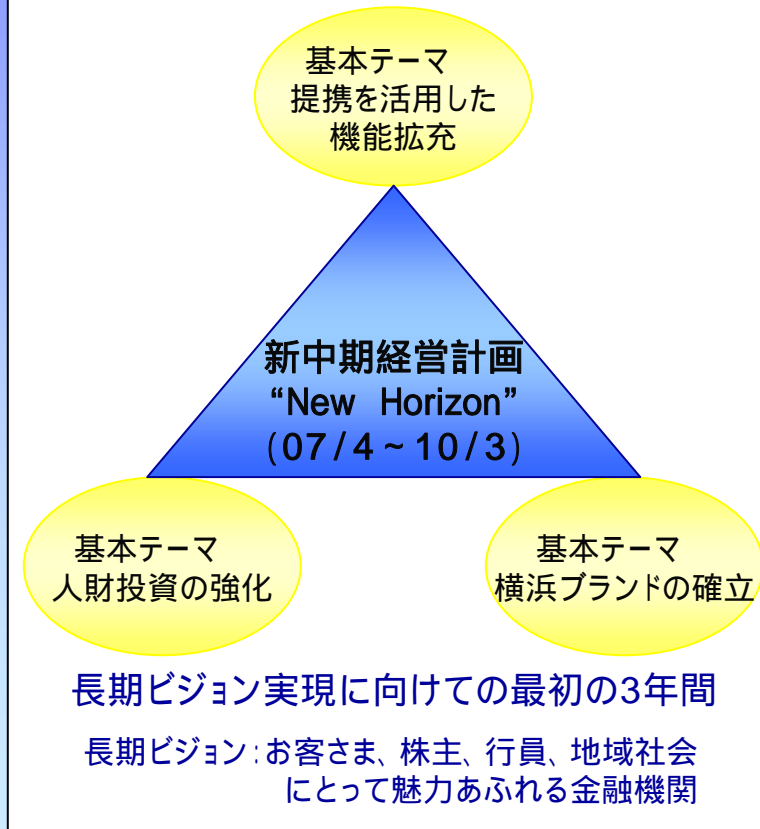 基本テーマ
提携を活用した
機能拡充
新中期経営計画
“New Horizon”
(07/4~10/3)
基本テーマ
人財投資の強化
基本テーマ
横浜ブランドの確立
長期ビジョン実現に向けての最初の3年間
長期ビジョン:お客さま、株主、行員、地域社会
にとって魅力あふれる金融機関